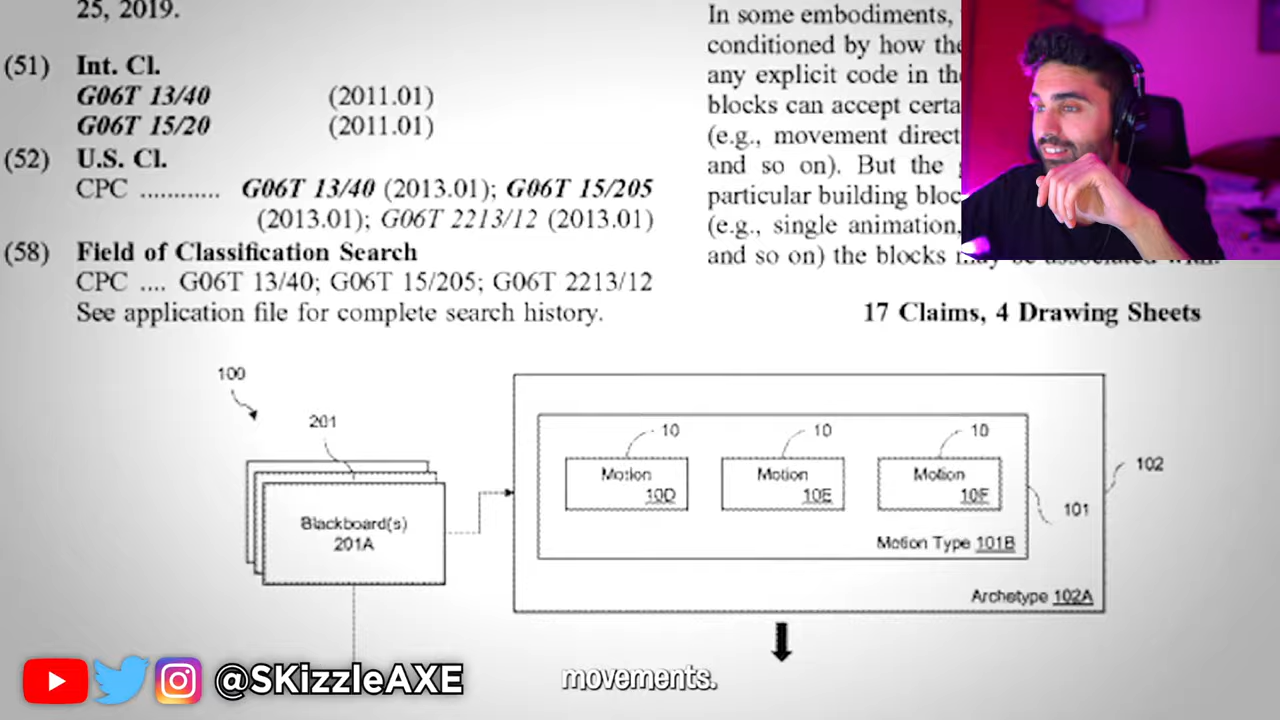 25, 2019.
(51) Int. Cl.
G06T 13/40 (2011.01)
G06T 15/20 (2011.01)
(52) U.S. Cl.
CPC ............ G06T 13/40 (2013.01); G06T 15/205
(2013.01); G06T 2213/12 (2013.01)
(58) Field of Classification Search
CPC .... G06T 13/40; G06T 15/205; G06T 2213/12
See application file for complete search history.
In some embodiments,
conditioned by how the
any explicit code in the
blocks can accept certa
(e.g., movement direct
and so on). But the
particular building bloc
(e.g., single animation,
and so on) the blocks may be associated with.
17 Claims, 4 Drawing Sheets
100
201
Blackboard(s)
201A
10
10
10
Motion
10D
Motion
10E
Motion
10F
102
101
Motion Type 101B
Archetype 102A
@SKizzleAXE
movements.